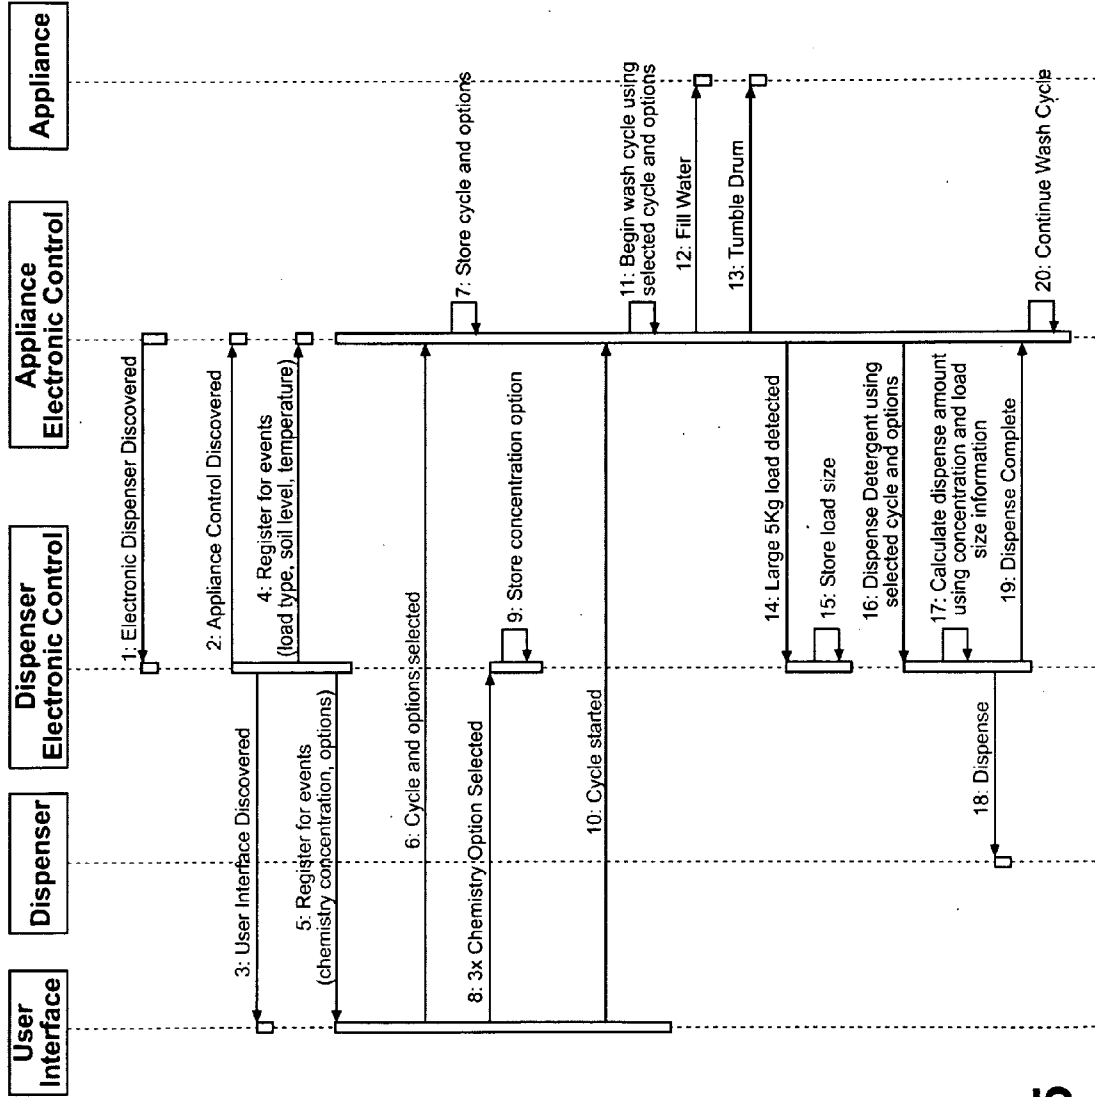 User
Interface
Dispenser
Dispenser
Electronic Control
Appliance
Electronic Control
Appliance
1: Electronic Dispenser Discovered
2: Appliance Control Discovered
3: User Interface Discovered
4: Register for events
(load type, soil level, temperature)
5: Register for events
(chemistry concentration, options)
6: Cycle and options selected
7: Store cycle and options
8: 3x Chemistry Option Selected
9: Store concentration option
10: Cycle started
11: Begin wash cycle using
selected cycle and options
12: Fill Water
13: Tumble Drum
14: Large 5Kg load detected
15: Store load size
16: Dispense Detergent using
selected cycle and options
17: Calculate dispense amount
using concentration and load
size information
18: Dispense
19: Dispense Complete
20: Continue Wash Cycle